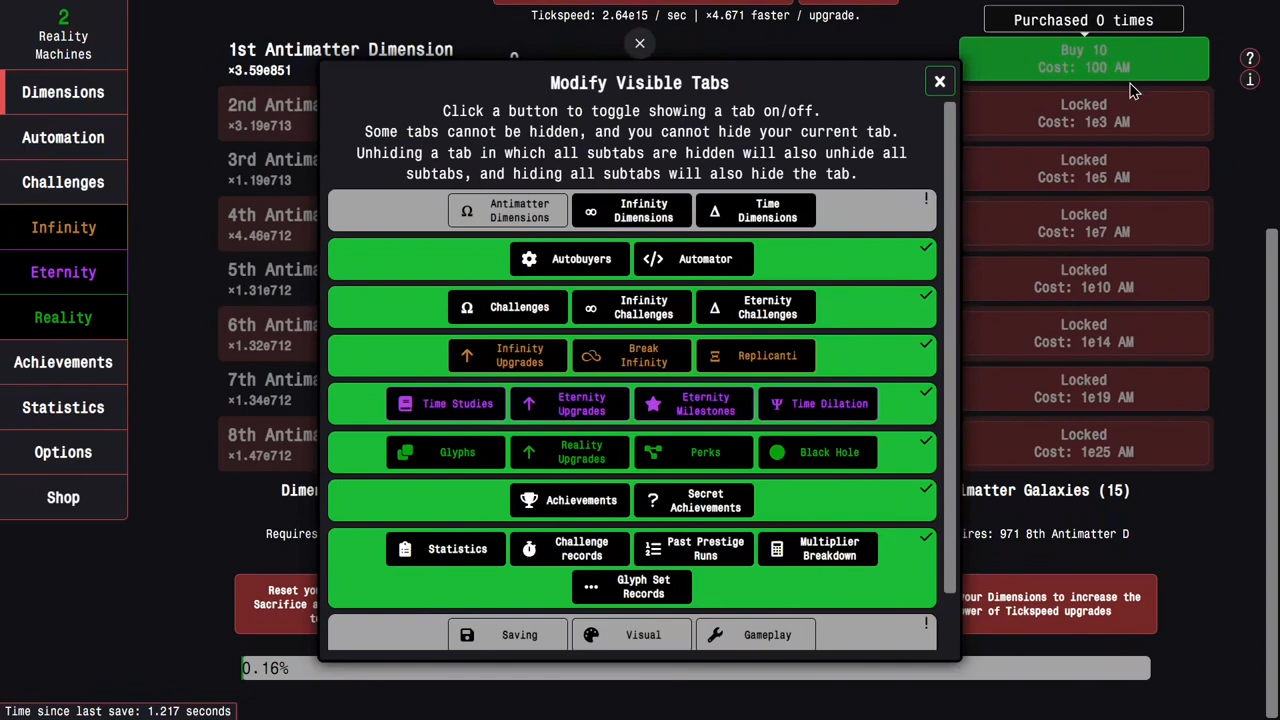 2
Reality
Machines
Dimensions
Automation
Challenges
Infinity
Eternity
Reality
Achievements
Statistics
Options
Shop
Tickspeed: 2.64e15 / sec | ×4.671 faster / upgrade.
Purchased 0 times
1st Antimatter Dimension
×3.59e851
Buy 10
Cost: 100 AM
?
i
2nd Antima
×3.19e713
Locked
Cost: 1e3 AM
3rd Antima
×1.19e713
Locked
Cost: 1e5 AM
4th Antima
×4.46e712
Locked
Cost: 1e7 AM
5th Antima
×1.31e712
Locked
Cost: 1e10 AM
6th Antima
×1.32e712
Locked
Cost: 1e14 AM
7th Antima
×1.34e712
Locked
Cost: 1e19 AM
8th Antima
×1.47e712
Locked
Cost: 1e25 AM
Modify Visible Tabs
Click a button to toggle showing a tab on/off.
Some tabs cannot be hidden, and you cannot hide your current tab.
Unhiding a tab in which all subtabs are hidden will also unhide all
subtabs, and hiding all subtabs will also hide the tab.
Ω Antimatter Dimensions
∞ Infinity Dimensions
Δ Time Dimensions
!
Autobuyers
</> Automator
Ω Challenges
∞ Infinity Challenges
Δ Eternity Challenges
Infinity Upgrades
Break Infinity
Ξ Replicanti
Time Studies
Eternity Upgrades
Eternity Milestones
Ψ Time Dilation
Glyphs
Reality Upgrades
Perks
Black Hole
Achievements
? Secret Achievements
Statistics
Challenge records
Past Prestige Runs
Multiplier Breakdown
Glyph Set Records
Saving
Visual
Gameplay
!
Dime
Requires
Reset yo
Sacrifice a
t
imatter Galaxies (15)
ires: 971 8th Antimatter D
your Dimensions to increase the
ower of Tickspeed upgrades
0.16%
Time since last save: 1.217 seconds